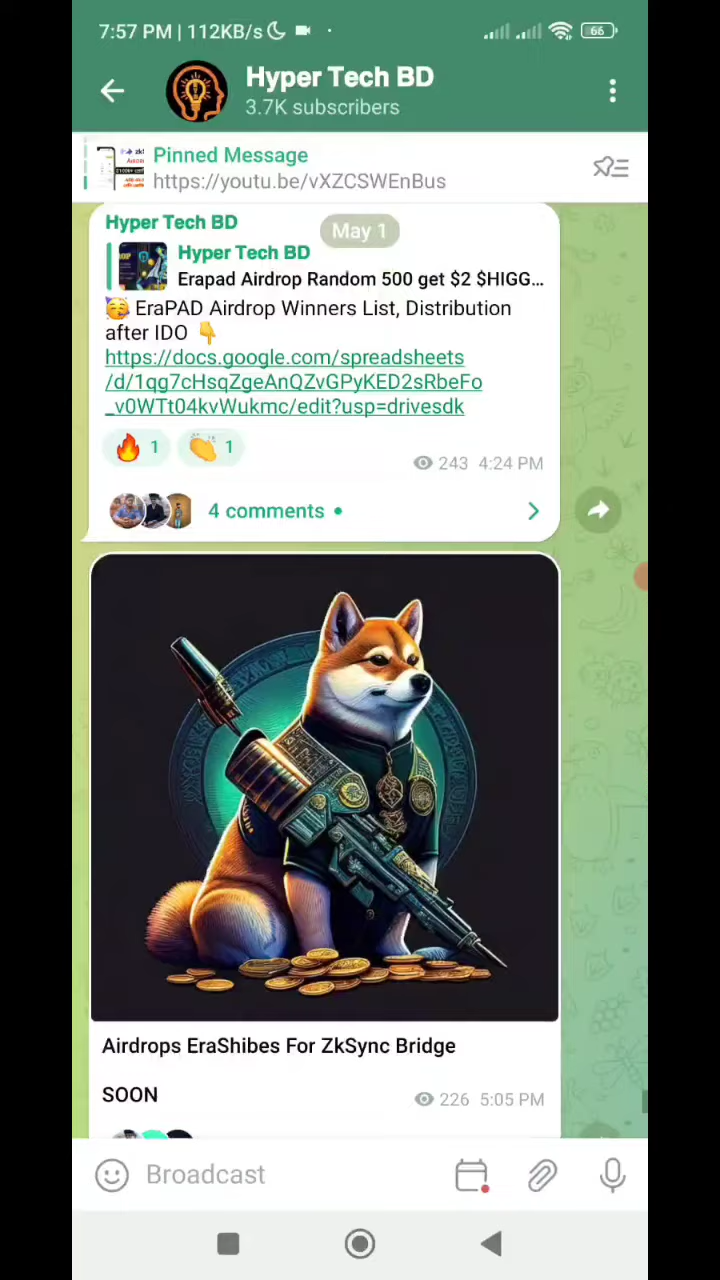 7:57 PM | 112KB/s
66
Hyper Tech BD
3.7K subscribers
Pinned Message
https://youtu.be/vXZCSWEnBus
May 1
Hyper Tech BD
Hyper Tech BD
Erapad Airdrop Random 500 get $2 $HIGG...
🥳 EraPAD Airdrop Winners List, Distribution
after IDO 👇
https://docs.google.com/spreadsheets
/d/1qg7cHsqZgeAnQZvGPyKED2sRbeFo
_v0WTt04kvWukmc/edit?usp=drivesdk
🔥 1 👏 1
243 4:24 PM
4 comments
Airdrops EraShibes For ZkSync Bridge
SOON
226 5:05 PM
Broadcast